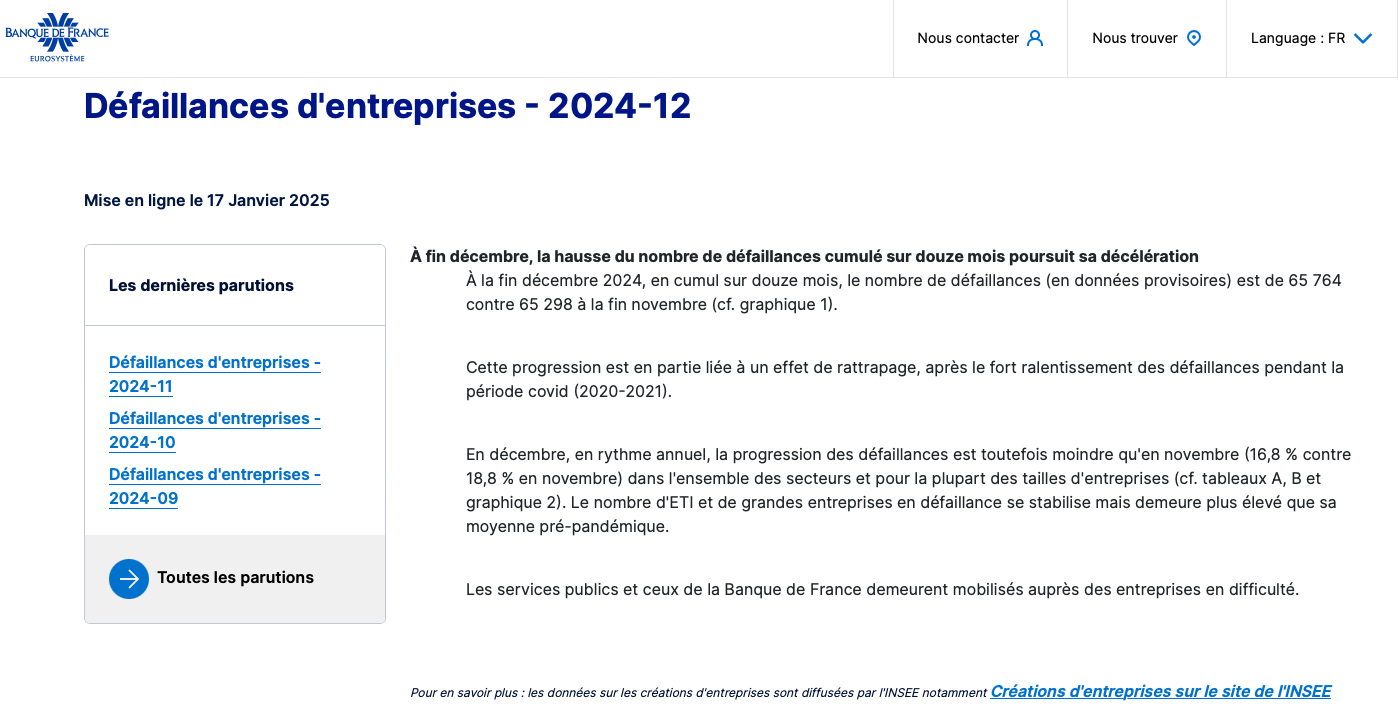 BANQUE DE FRANCE
EUROSYSTÈME
Nous contacter
Nous trouver
Language : FR
Défaillances d'entreprises - 2024-12
Mise en ligne le 17 Janvier 2025
Les dernières parutions
Défaillances d'entreprises -
2024-11
Défaillances d'entreprises -
2024-10
Défaillances d'entreprises -
2024-09
Toutes les parutions
À fin décembre, la hausse du nombre de défaillances cumulé sur douze mois poursuit sa décélération
À la fin décembre 2024, en cumul sur douze mois, le nombre de défaillances (en données provisoires) est de 65 764
contre 65 298 à la fin novembre (cf. graphique 1).
Cette progression est en partie liée à un effet de rattrapage, après le fort ralentissement des défaillances pendant la
période covid (2020-2021).
En décembre, en rythme annuel, la progression des défaillances est toutefois moindre qu'en novembre (16,8 % contre
18,8 % en novembre) dans l'ensemble des secteurs et pour la plupart des tailles d'entreprises (cf. tableaux A, B et
graphique 2). Le nombre d'ETI et de grandes entreprises en défaillance se stabilise mais demeure plus élevé que sa
moyenne pré-pandémique.
Les services publics et ceux de la Banque de France demeurent mobilisés auprès des entreprises en difficulté.
Pour en savoir plus : les données sur les créations d'entreprises sont diffusées par l'INSEE notamment Créations d'entreprises sur le site de l'INSEE